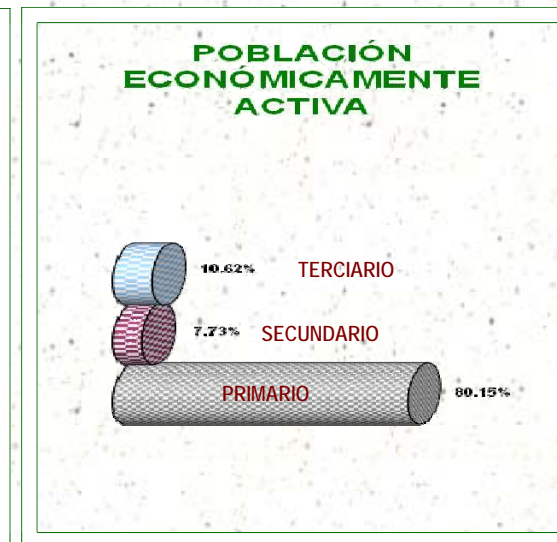 POBLACIÓN
ECONÓMICAMENTE
ACTIVA
10.62% TERCIARIO
7.73% SECUNDARIO
PRIMARIO 80.15%